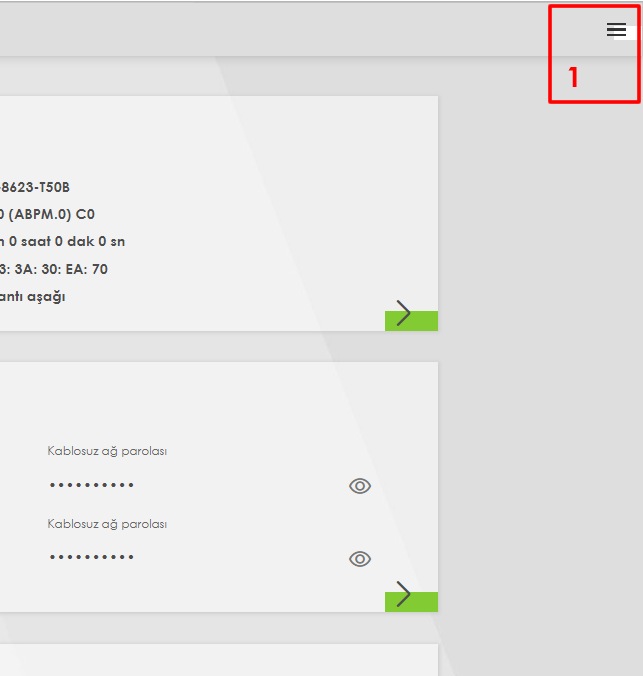 1
8623-T50B
0 (ABPM.0) C0
n 0 saat 0 dak 0 sn
3: 3A: 30: EA: 70
antı aşağı
Kablosuz ağ parolası
••••••••••
Kablosuz ağ parolası
••••••••••